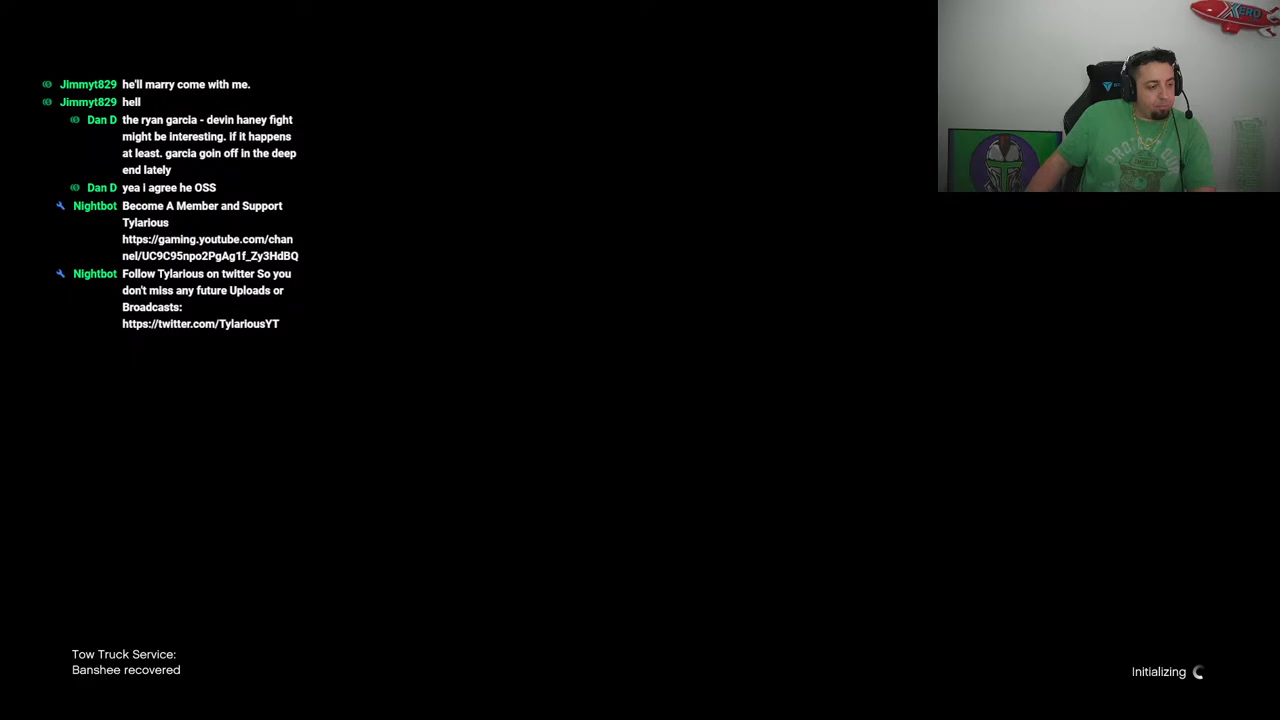 XERO
PROTECT OUR
Jimmyt829 he'll marry come with me.
Jimmyt829 hell
Dan D the ryan garcia - devin haney fight
might be interesting. if it happens
at least. garcia goin off in the deep
end lately
Dan D yea i agree he OSS
Nightbot Become A Member and Support
Tylarious
https://gaming.youtube.com/chan
nel/UC9C95npo2PgAg1f_Zy3HdBQ
Nightbot Follow Tylarious on twitter So you
don't miss any future Uploads or
Broadcasts:
https://twitter.com/TylariousYT
Tow Truck Service:
Banshee recovered
Initializing